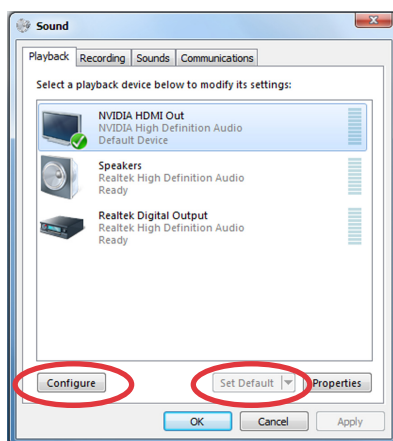 Sound
Playback Recording Sounds Communications
Select a playback device below to modify its settings:
NVIDIA HDMI Out
NVIDIA High Definition Audio
Default Device
Speakers
Realtek High Definition Audio
Ready
Realtek Digital Output
Realtek High Definition Audio
Ready
Configure Set Default Properties
OK Cancel Apply